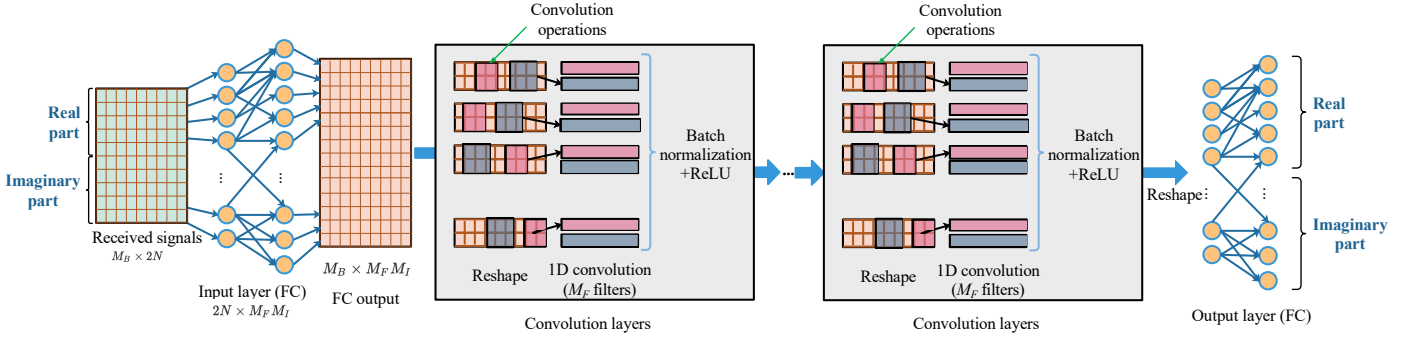 Real
part
Imaginary
part
Received signals
M_B × 2N
⋮
⋮
Input layer (FC)
2N × M_F M_I
M_B × M_F M_I
FC output
Convolution
operations
Batch
normalization
+ReLU
Reshape
1D convolution
(M_F filters)
Convolution layers
...
Convolution
operations
Batch
normalization
+ReLU
Reshape
1D convolution
(M_F filters)
Convolution layers
Reshape
⋮
⋮
Real
part
Imaginary
part
Output layer (FC)